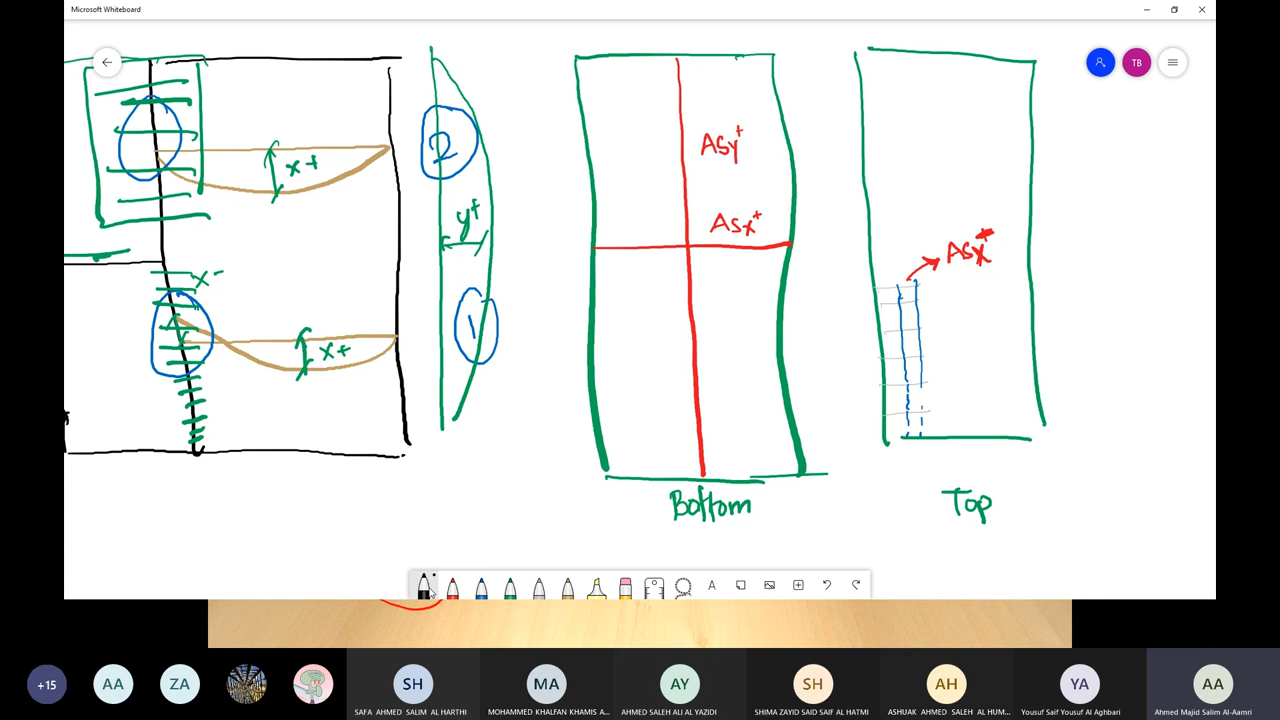 Microsoft Whiteboard
TB
x+
x-
x+
2
y+
1
Asy+
Asx+
Bottom
Asx
Top
A
+15
AA
ZA
SH
MA
AY
SH
AH
YA
AA
SAFA AHMED SALIM AL HARTHI
MOHAMMED KHALFAN KHAMIS A...
AHMED SALEH ALI AL YAZIDI
SHIMA ZAYID SAID SAIF AL HATMI
ASHUAK AHMED SALEH AL HUM...
Yousuf Saif Yousuf Al Aghbari
Ahmed Majid Salim Al-Aamri